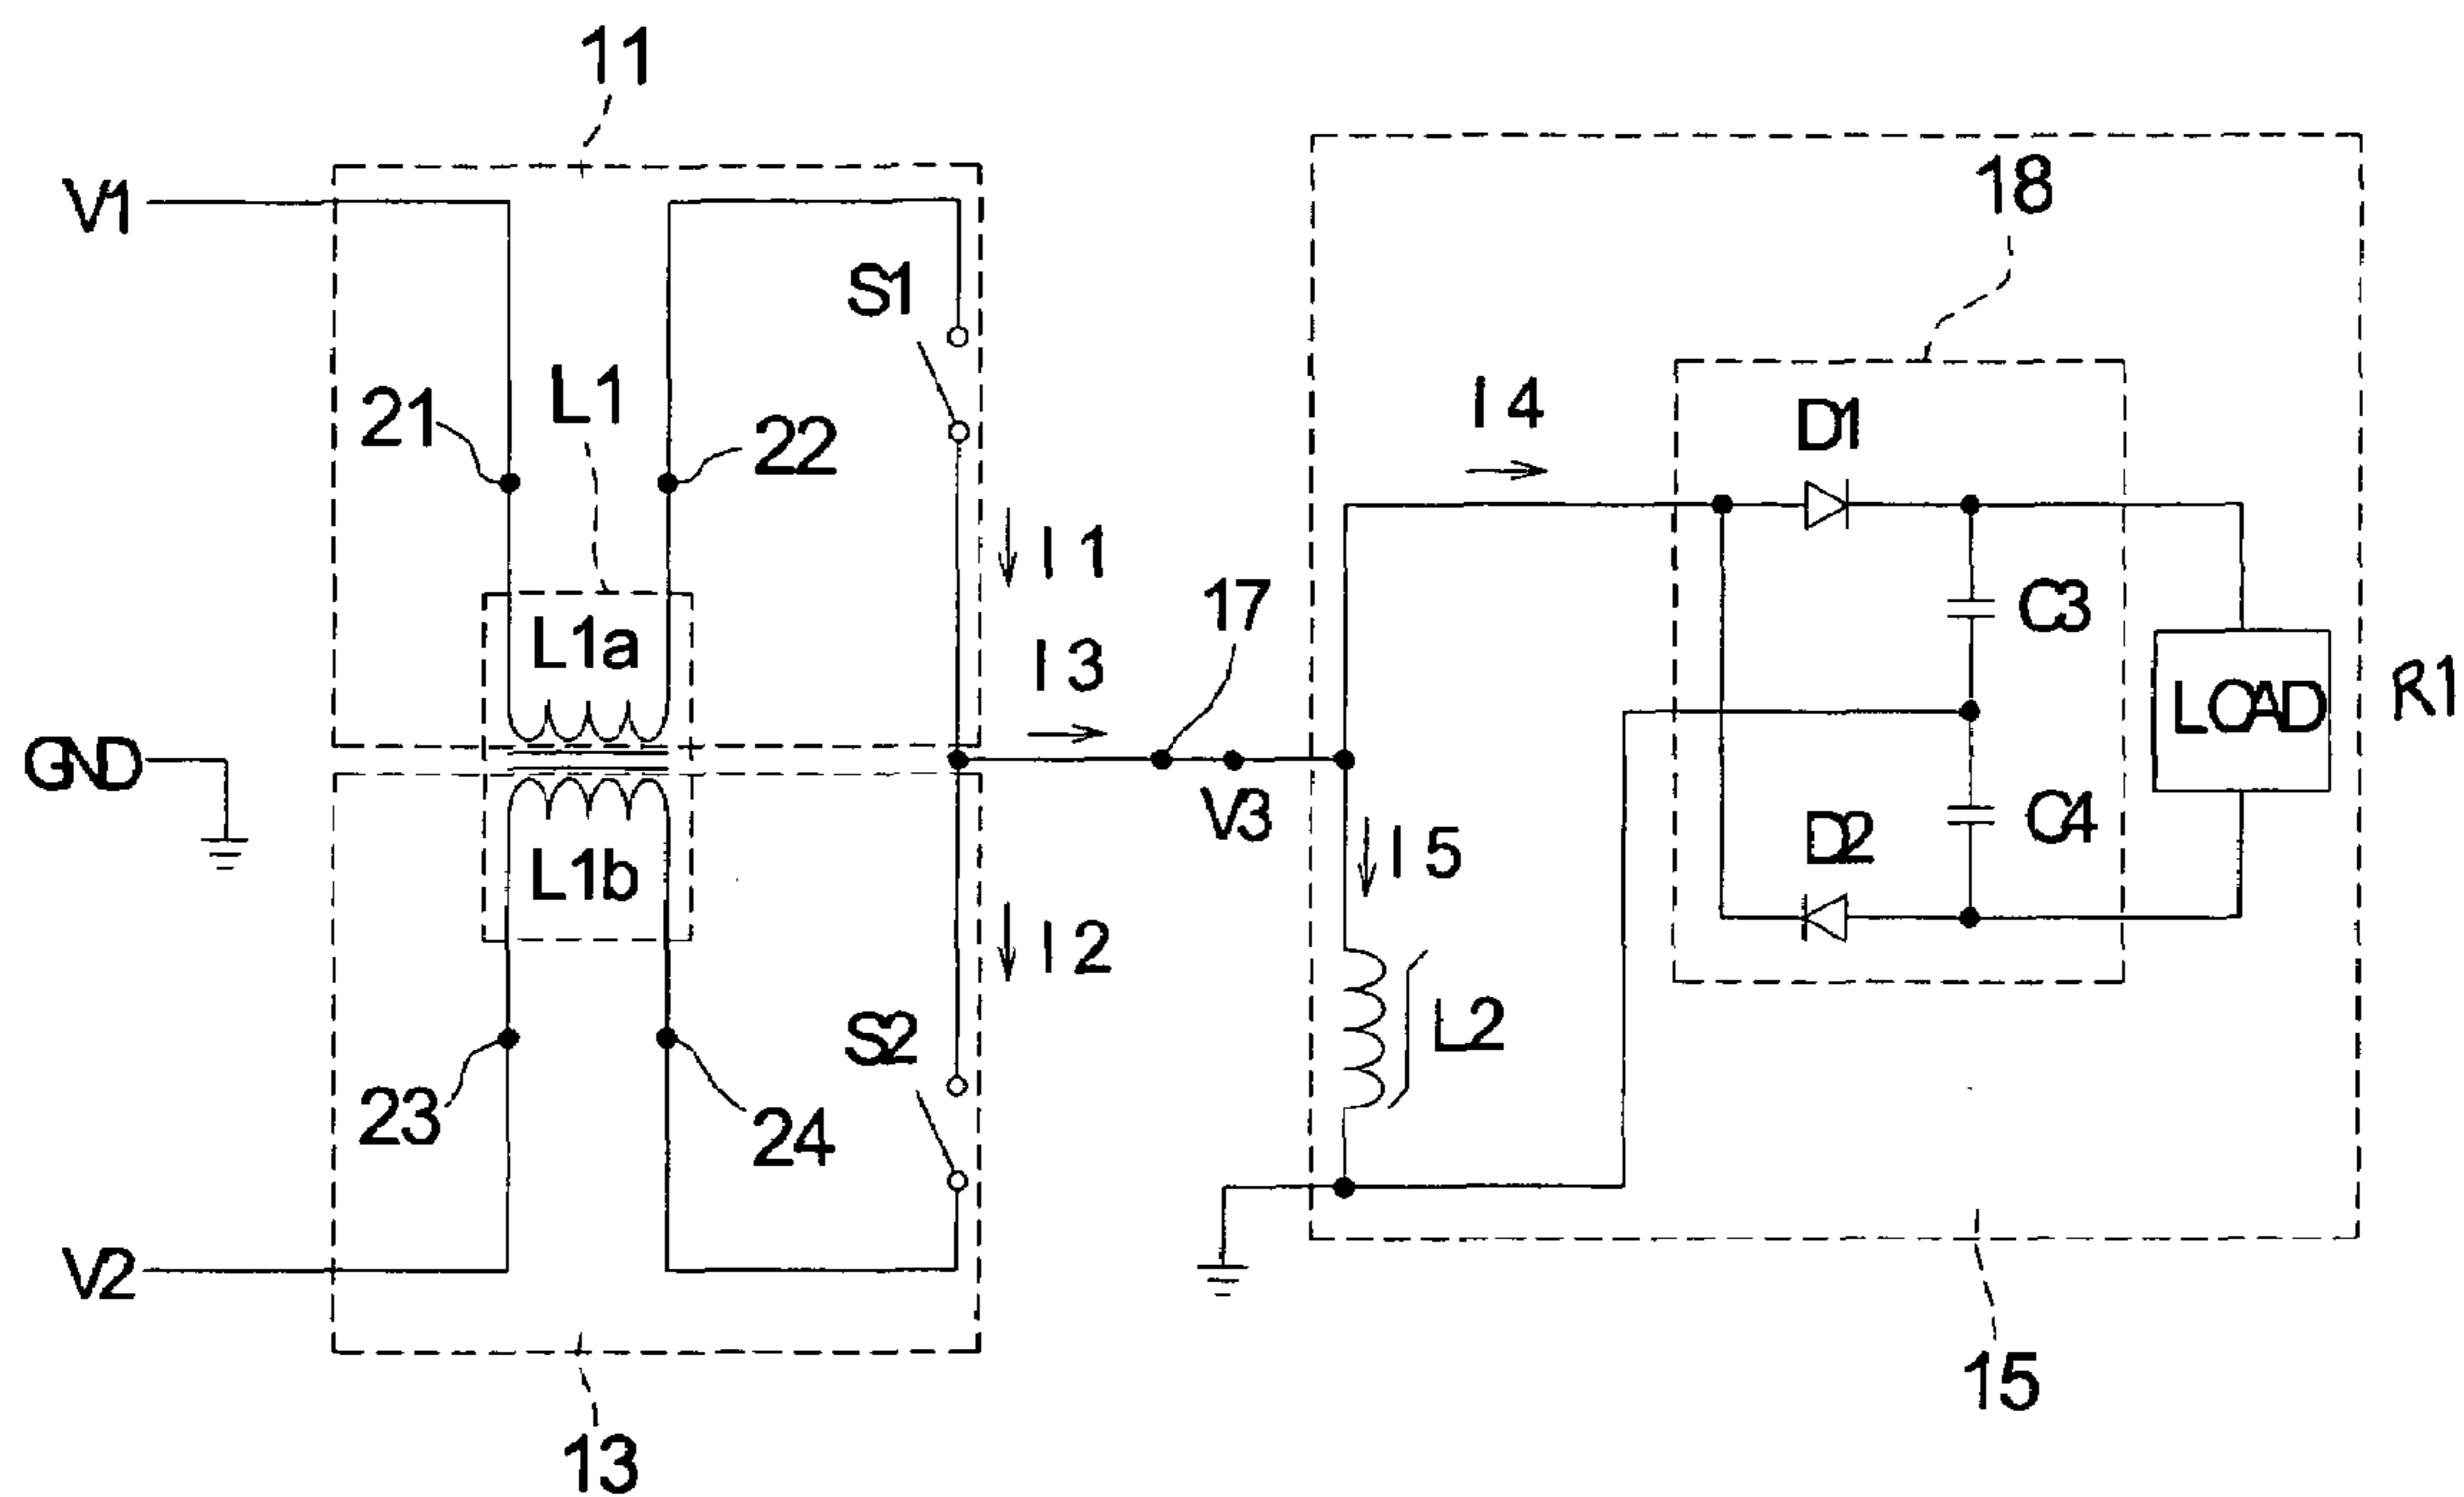 11
V1
18
S1
L1
21
22
I4
D1
I1
17
C3
L1a
I3
LOAD
R1
GND
V3
C4
D2
I5
L1b
I2
L2
S2
23
24
V2
15
13